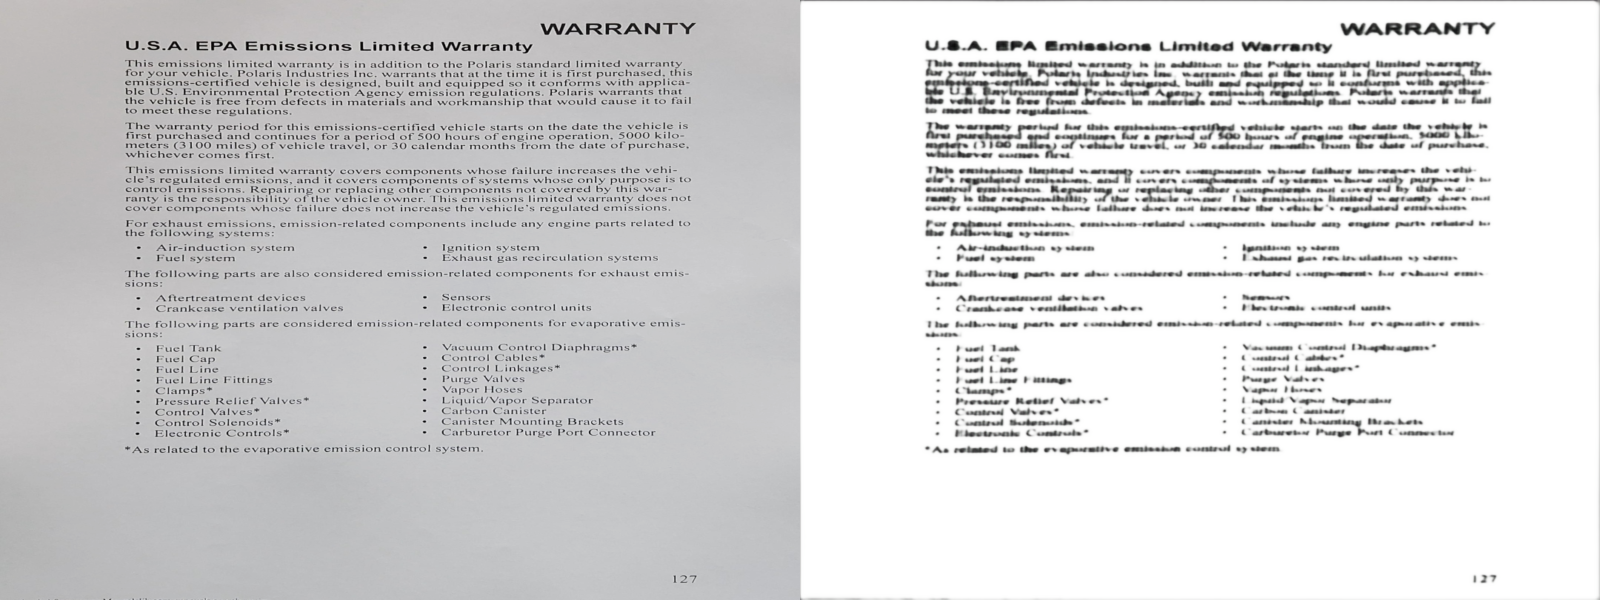 WARRANTY
U.S.A. EPA Emissions Limited Warranty
This emissions limited warranty is in addition to the Polaris standard limited warranty
for your vehicle. Polaris Industries Inc. warrants that at the time it is first purchased, this
emissions-certified vehicle is designed, built and equipped so it conforms with applica-
ble U.S. Environmental Protection Agency emission regulations. Polaris warrants that
the vehicle is free from defects in materials and workmanship that would cause it to fail
to meet these regulations.
The warranty period for this emissions-certified vehicle starts on the date the vehicle is
first purchased and continues for a period of 500 hours of engine operation, 5000 kilo-
meters (3100 miles) of vehicle travel, or 30 calendar months from the date of purchase,
whichever comes first.
This emissions limited warranty covers components whose failure increases the vehi-
cle's regulated emissions, and it covers components of systems whose only purpose is to
control emissions. Repairing or replacing other components not covered by this war-
ranty is the responsibility of the vehicle owner. This emissions limited warranty does not
cover components whose failure does not increase the vehicle's regulated emissions.
For exhaust emissions, emission-related components include any engine parts related to
the following systems:
• Air-induction system
• Fuel system
• Ignition system
• Exhaust gas recirculation systems
The following parts are also considered emission-related components for exhaust emis-
sions:
• Aftertreatment devices
• Crankcase ventilation valves
• Sensors
• Electronic control units
The following parts are considered emission-related components for evaporative emis-
sions:
• Fuel Tank
• Fuel Cap
• Fuel Line
• Fuel Line Fittings
• Clamps*
• Pressure Relief Valves*
• Control Valves*
• Control Solenoids*
• Electronic Controls*
• Vacuum Control Diaphragms*
• Control Cables*
• Control Linkages*
• Purge Valves
• Vapor Hoses
• Liquid/Vapor Separator
• Carbon Canister
• Canister Mounting Brackets
• Carburetor Purge Port Connector
*As related to the evaporative emission control system.
127
WARRANTY
U.S.A. EPA Emissions Limited Warranty
This emissions limited warranty is in addition to the Polaris standard limited warranty
for your vehicle. Polaris Industries Inc. warrants that at the time it is first purchased, this
emissions-certified vehicle is designed, built and equipped so it conforms with applica-
ble U.S. Environmental Protection Agency emission regulations. Polaris warrants that
the vehicle is free from defects in materials and workmanship that would cause it to fail
to meet these regulations.
The warranty period for this emissions-certified vehicle starts on the date the vehicle is
first purchased and continues for a period of 500 hours of engine operation, 5000 kilo-
meters (3100 miles) of vehicle travel, or 30 calendar months from the date of purchase,
whichever comes first.
This emissions limited warranty covers components whose failure increases the vehi-
cle's regulated emissions, and it covers components of systems whose only purpose is to
control emissions. Repairing or replacing other components not covered by this war-
ranty is the responsibility of the vehicle owner. This emissions limited warranty does not
cover components whose failure does not increase the vehicle's regulated emissions.
For exhaust emissions, emission-related components include any engine parts related to
the following systems:
• Air-induction system
• Fuel system
• Ignition system
• Exhaust gas recirculation systems
The following parts are also considered emission-related components for exhaust emis-
sions:
• Aftertreatment devices
• Crankcase ventilation valves
• Sensors
• Electronic control units
The following parts are considered emission-related components for evaporative emis-
sions:
• Fuel Tank
• Fuel Cap
• Fuel Line
• Fuel Line Fittings
• Clamps*
• Pressure Relief Valves*
• Control Valves*
• Control Solenoids*
• Electronic Controls*
• Vacuum Control Diaphragms*
• Control Cables*
• Control Linkages*
• Purge Valves
• Vapor Hoses
• Liquid/Vapor Separator
• Carbon Canister
• Canister Mounting Brackets
• Carburetor Purge Port Connector
*As related to the evaporative emission control system.
127